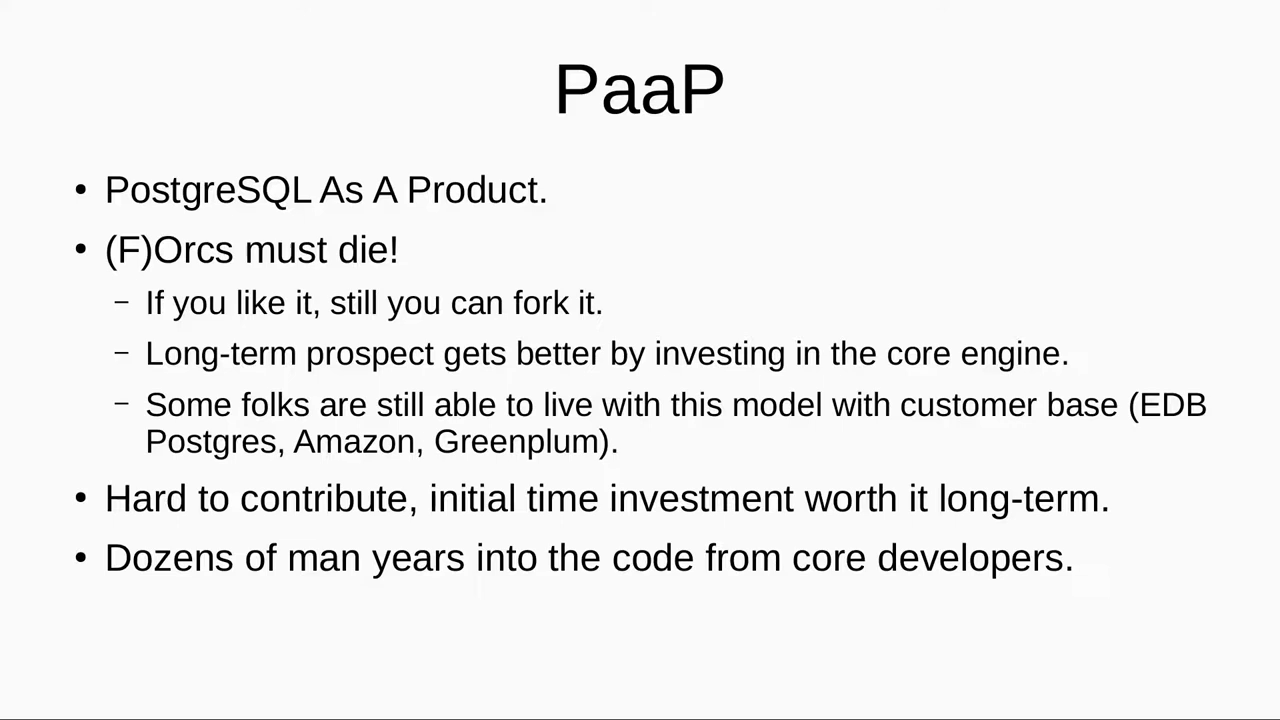 PaaP
• PostgreSQL As A Product.
• (F)Orcs must die!
– If you like it, still you can fork it.
– Long-term prospect gets better by investing in the core engine.
– Some folks are still able to live with this model with customer base (EDB
Postgres, Amazon, Greenplum).
• Hard to contribute, initial time investment worth it long-term.
• Dozens of man years into the code from core developers.